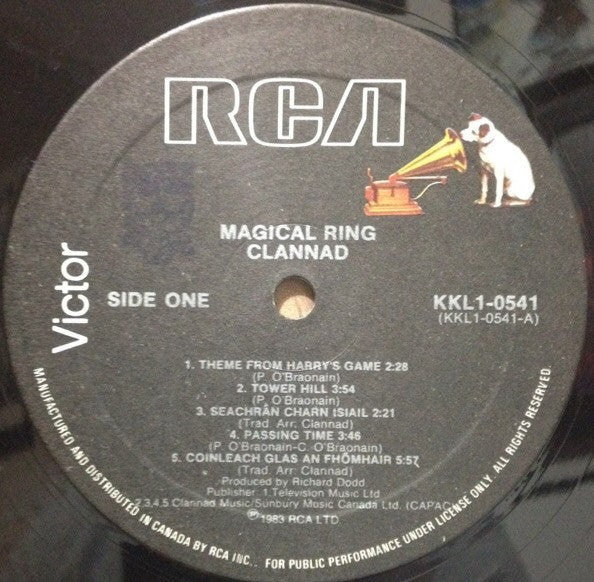 RCA
MAGICAL RING
CLANNAD
Victor
SIDE ONE
KKL1-0541
(KKL1-0541-A)
1. THEME FROM HARRY'S GAME 2:28
(P. O'Braonain)
2. TOWER HILL 3:54
(P. O'Braonain)
3. SEACHRÂN CHARN tSIAIL 2:21
(Trad. Arr: Clannad)
4. PASSING TIME 3:46
(P. O'Braonain-C. O'Braonain)
5. COINLEACH GLAS AN FHÓMHAIR 5:57
(Trad. Arr: Clannad)
Produced by Richard Dodd
Publisher 1.Television Music Ltd
2,3,4,5 Clannad Music/Sunbury Music Canada Ltd. (CAPAC)
℗1983 RCA LTD.
MANUFACTURED AND DISTRIBUTED IN CANADA BY RCA INC.. FOR PUBLIC PERFORMANCE UNDER LICENSE ONLY. ALL RIGHTS RESERVED.